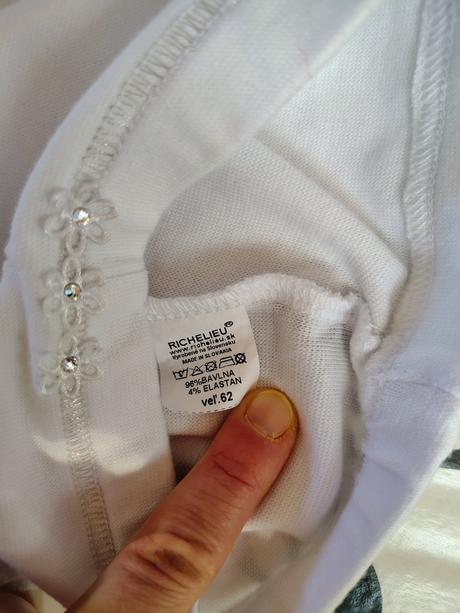 RICHELIEU®
www.richelieu.sk
Vyrobené na Slovensku
MADE IN SLOVAKIA
96%BAVLNA
4% ELASTAN
veľ.62